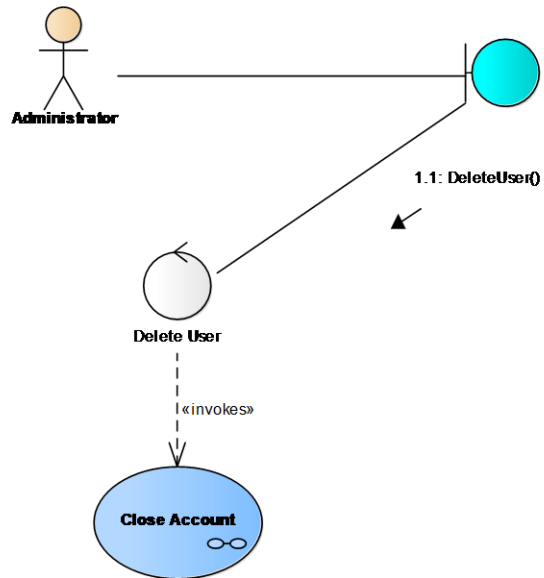 Administrator
1.1: DeleteUser()
Delete User
«invokes»
Close Account